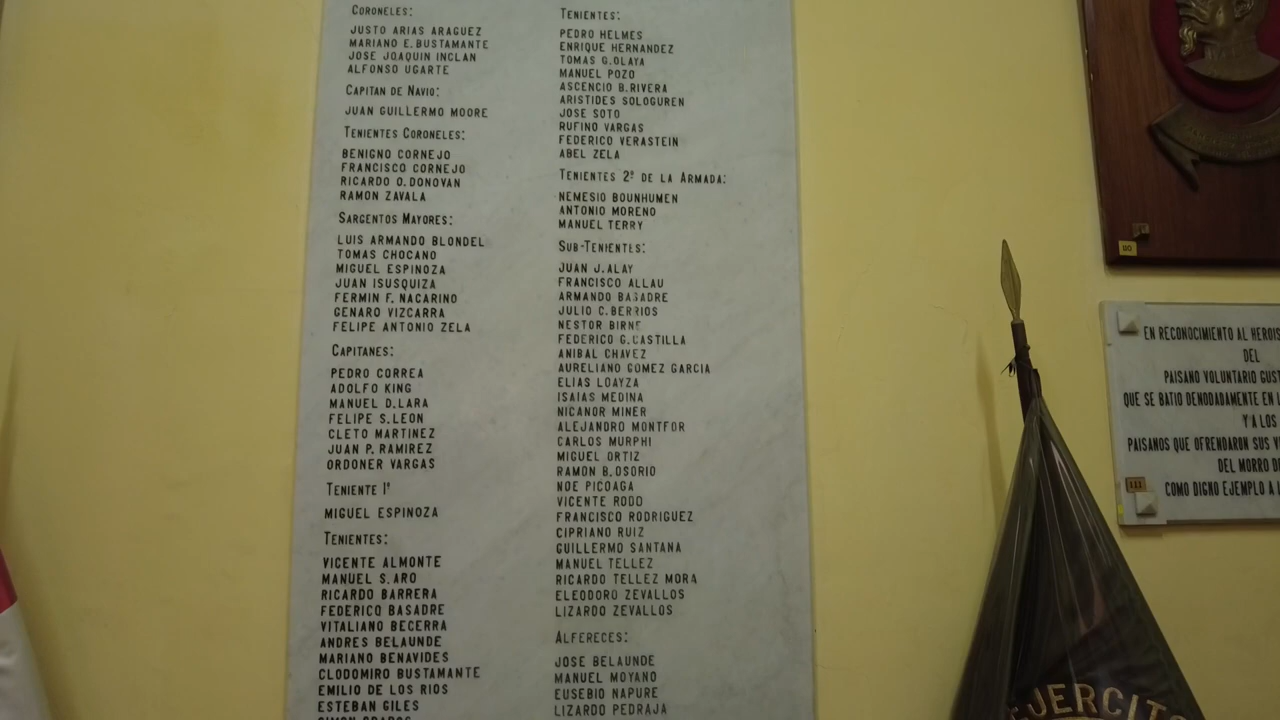 CORONELES:
JUSTO ARIAS ARAGUEZ
MARIANO E. BUSTAMANTE
JOSE JOAQUIN INCLAN
ALFONSO UGARTE
CAPITAN DE NAVIO:
JUAN GUILLERMO MOORE
TENIENTES CORONELES:
BENIGNO CORNEJO
FRANCISCO CORNEJO
RICARDO O. DONOVAN
RAMON ZAVALA
SARGENTOS MAYORES:
LUIS ARMANDO BLONDEL
TOMAS CHOCANO
MIGUEL ESPINOZA
JUAN ISUSQUIZA
FERMIN F. NACARINO
GENARO VIZCARRA
FELIPE ANTONIO ZELA
CAPITANES:
PEDRO CORREA
ADOLFO KING
MANUEL D. LARA
FELIPE S. LEON
CLETO MARTINEZ
JUAN P. RAMIREZ
ORDONER VARGAS
TENIENTE 1º
MIGUEL ESPINOZA
TENIENTES:
VICENTE ALMONTE
MANUEL S. ARO
RICARDO BARRERA
FEDERICO BASADRE
VITALIANO BECERRA
ANDRES BELAUNDE
MARIANO BENAVIDES
CLODOMIRO BUSTAMANTE
EMILIO DE LOS RIOS
ESTEBAN GILES
TENIENTES:
PEDRO HELMES
ENRIQUE HERNANDEZ
TOMAS G. OLAYA
MANUEL POZO
ASCENCIO B. RIVERA
ARISTIDES SOLOGUREN
JOSE SOTO
RUFINO VARGAS
FEDERICO VERASTEIN
ABEL ZELA
TENIENTES 2º DE LA ARMADA:
NEMESIO BOUNHUMEN
ANTONIO MORENO
MANUEL TERRY
SUB-TENIENTES:
JUAN J. ALAY
FRANCISCO ALLAU
ARMANDO BASADRE
JULIO C. BERRIOS
NESTOR BIRNE
FEDERICO G. CASTILLA
ANIBAL CHAVEZ
AURELIANO GOMEZ GARCIA
ELIAS LOAYZA
ISAIAS MEDINA
NICANOR MINER
ALEJANDRO MONTFOR
CARLOS MURPHI
MIGUEL ORTIZ
RAMON B. OSORIO
NOE PICOAGA
VICENTE RODO
FRANCISCO RODRIGUEZ
CIPRIANO RUIZ
GUILLERMO SANTANA
MANUEL TELLEZ
RICARDO TELLEZ MORA
ELEODORO ZEVALLOS
LIZARDO ZEVALLOS
ALFERECES:
JOSE BELAUNDE
MANUEL MOYANO
EUSEBIO NAPURE
LIZARDO PEDRAJA
110
EN RECONOCIMIENTO AL
DEL
PAISANO VOLUNTARIO
QUE SE BATIO DENODADAMENTE EN
Y A LOS
PAISANOS QUE OFRENDARON SUS
DEL MORRO
111
COMO DIGNO EJEMPLO A
EJERCITO